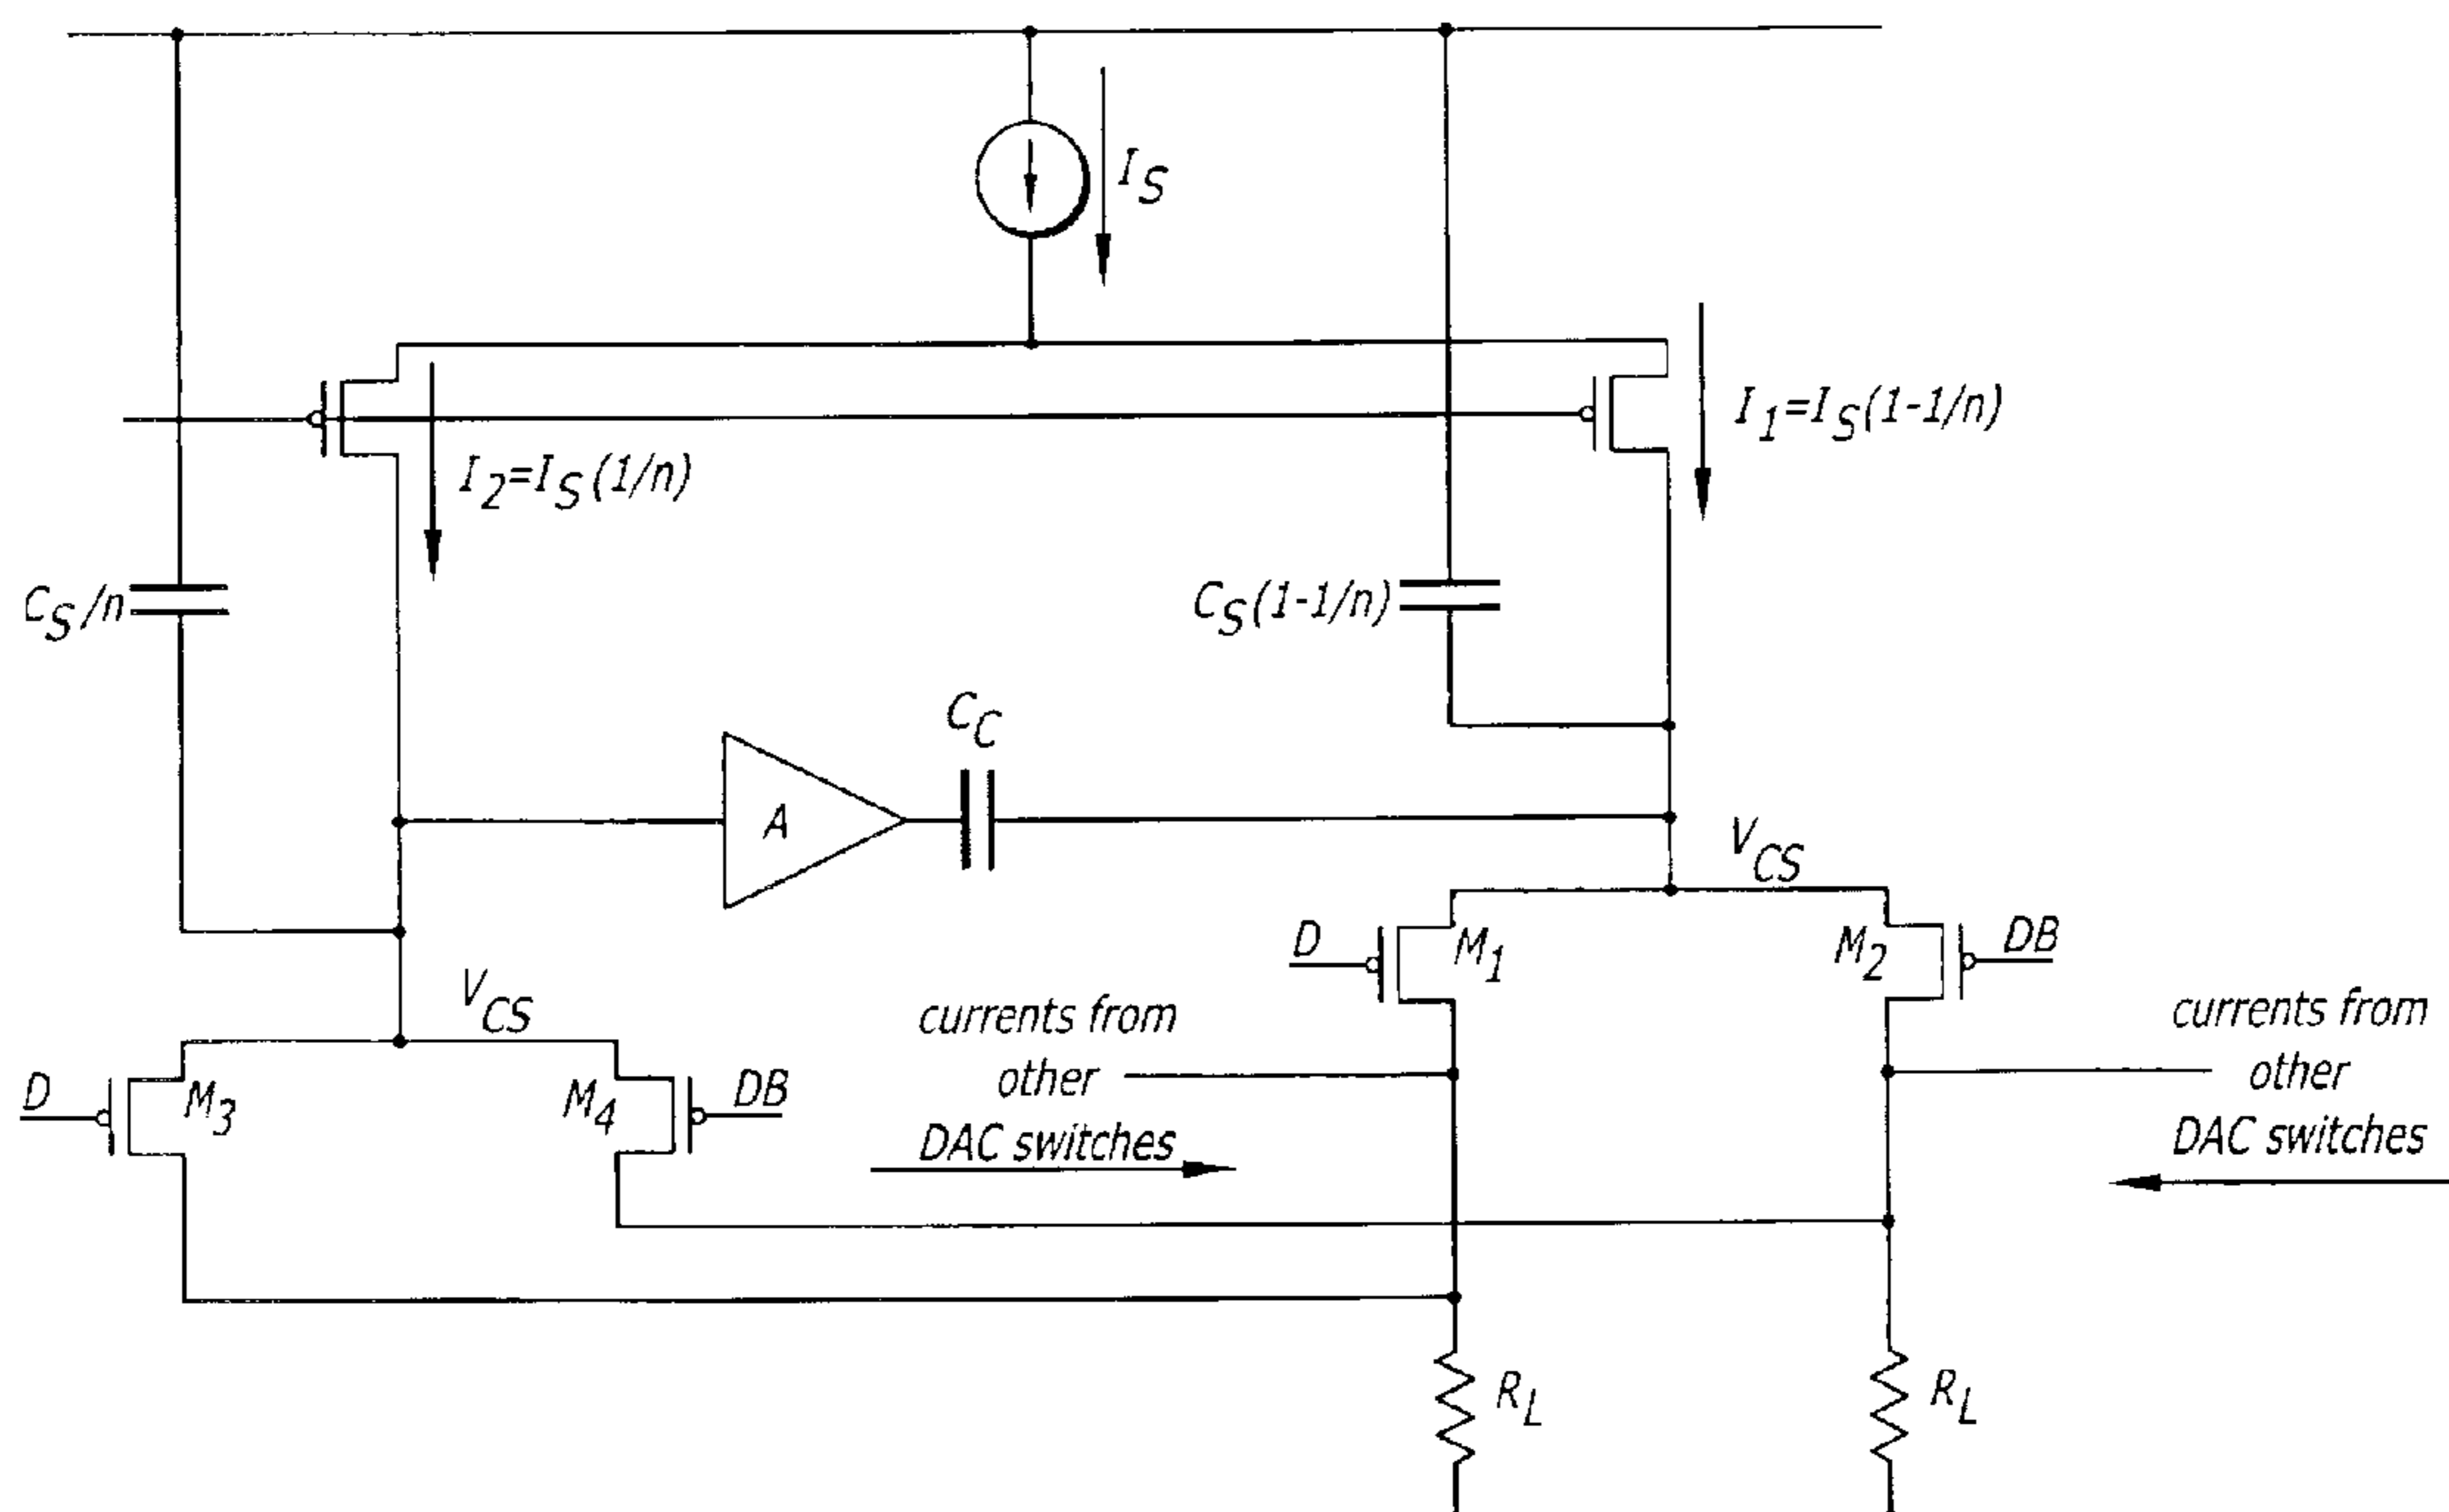 I_S
I_1=I_S(1-1/n)
I_2=I_S(1/n)
C_S/n
C_S(1-1/n)
C_C
A
V_CS
D
M_1
M_2
DB
V_CS
currents from
other
DAC switches
currents from
other
DAC switches
D
M_3
M_4
DB
R_L
R_L